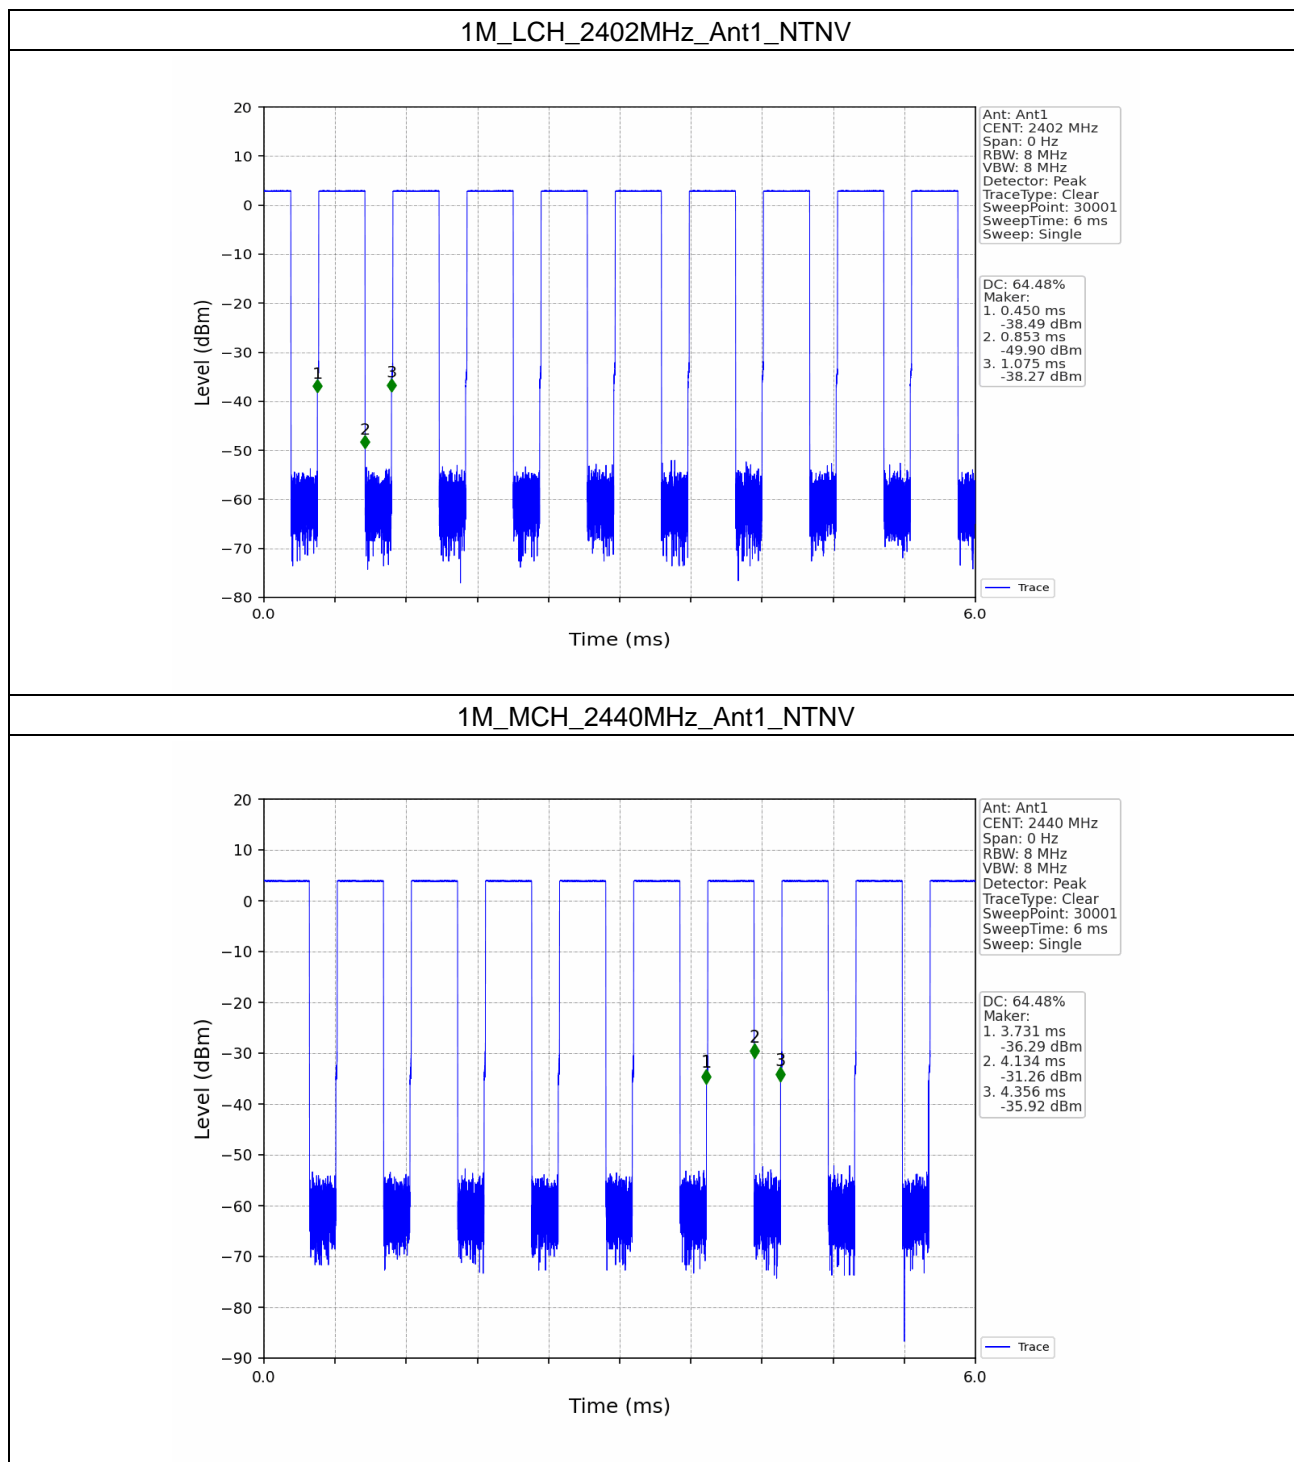 1M_LCH_2402MHz_Ant1_NTNV
20
10
0
−10
−20
−30
−40
−50
−60
−70
−80
Level (dBm)
1
2
3
0.0
6.0
Time (ms)
Ant: Ant1
CENT: 2402 MHz
Span: 0 Hz
RBW: 8 MHz
VBW: 8 MHz
Detector: Peak
TraceType: Clear
SweepPoint: 30001
SweepTime: 6 ms
Sweep: Single
DC: 64.48%
Maker:
1. 0.450 ms
-38.49 dBm
2. 0.853 ms
-49.90 dBm
3. 1.075 ms
-38.27 dBm
Trace
1M_MCH_2440MHz_Ant1_NTNV
20
10
0
−10
−20
−30
−40
−50
−60
−70
−80
−90
Level (dBm)
1
2
3
0.0
6.0
Time (ms)
Ant: Ant1
CENT: 2440 MHz
Span: 0 Hz
RBW: 8 MHz
VBW: 8 MHz
Detector: Peak
TraceType: Clear
SweepPoint: 30001
SweepTime: 6 ms
Sweep: Single
DC: 64.48%
Maker:
1. 3.731 ms
-36.29 dBm
2. 4.134 ms
-31.26 dBm
3. 4.356 ms
-35.92 dBm
Trace